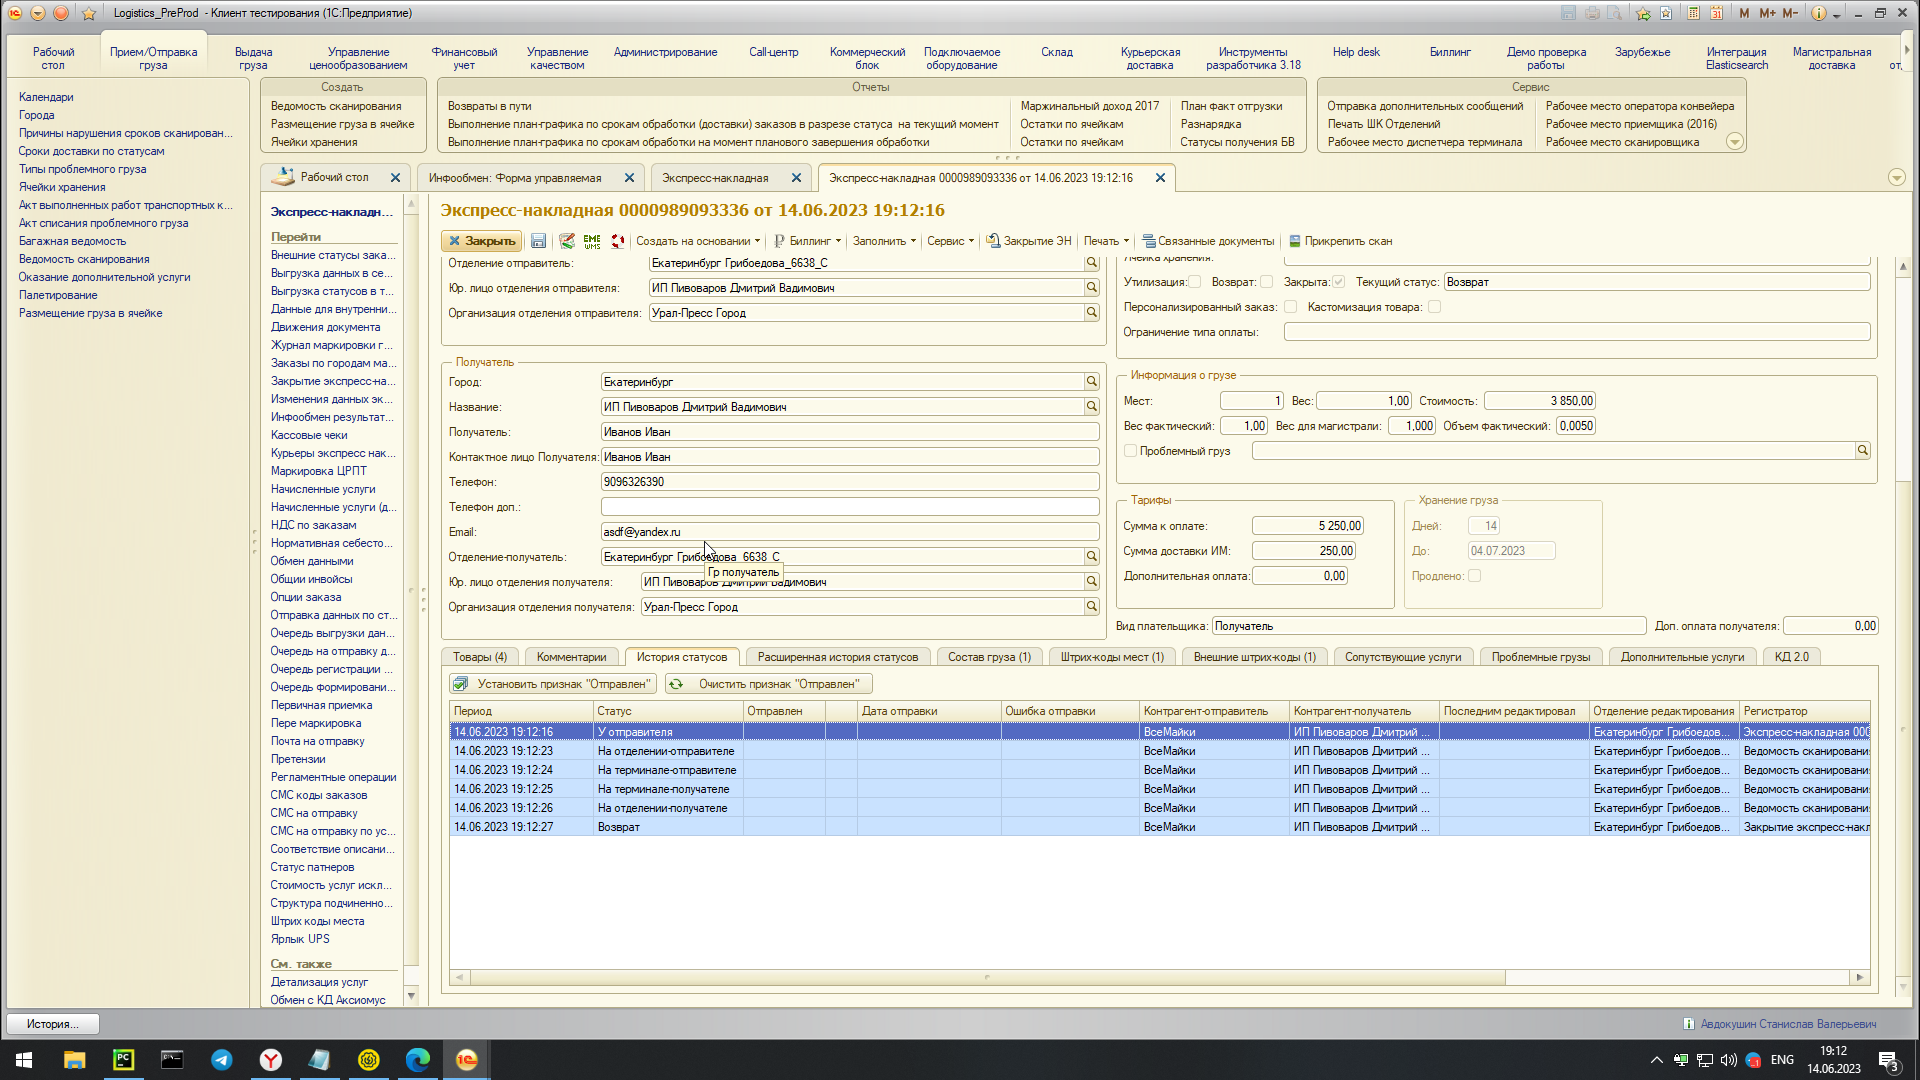 Logistics_PreProd - Клиент тестирования (1С:Предприятие)
M M+ M-
Рабочий стол
Прием/Отправка груза
Выдача груза
Управление ценообразованием
Финансовый учет
Управление качеством
Администрирование
Call-центр
Коммерческий блок
Подключаемое оборудование
Склад
Курьерская доставка
Инструменты разработчика 3.18
Help desk
Биллинг
Демо проверка работы
Зарубежье
Интеграция Elasticsearch
Магистральная доставка
Календари
Города
Причины нарушения сроков сканирован...
Сроки доставки по статусам
Типы проблемного груза
Ячейки хранения
Акт выполненных работ транспортных к...
Акт списания проблемного груза
Багажная ведомость
Ведомость сканирования
Оказание дополнительной услуги
Палетирование
Размещение груза в ячейке
Создать
Ведомость сканирования
Размещение груза в ячейке
Ячейки хранения
Отчеты
Возвраты в пути
Выполнение план-графика по срокам обработки (доставки) заказов в разрезе статуса на текущий момент
Выполнение план-графика по срокам обработки на момент планового завершения обработки
Маржинальный доход 2017
Остатки по ячейкам
Остатки по ячейкам
План факт отгрузки
Разнарядка
Статусы получения БВ
Сервис
Отправка дополнительных сообщений
Печать ШК Отделений
Рабочее место диспетчера терминала
Рабочее место оператора конвейера
Рабочее место приемщика (2016)
Рабочее место сканировщика
Рабочий стол
Инфообмен: Форма управляемая
Экспресс-накладная
Экспресс-накладная 0000989093336 от 14.06.2023 19:12:16
Экспресс-накладн...
Перейти
Внешние статусы зака...
Выгрузка данных в се...
Выгрузка статусов в т...
Данные для внутренни...
Движения документа
Журнал маркировки г...
Заказы по городам ма...
Закрытие экспресс-на...
Изменения данных эк...
Инфообмен результат...
Кассовые чеки
Курьеры экспресс нак...
Маркировка ЦРПТ
Начисленные услуги
Начисленные услуги (д...
НДС по заказам
Нормативная себесто...
Обмен данными
Общии инвойсы
Опции заказа
Отправка данных по ст...
Очередь выгрузки дан...
Очередь на отправку д...
Очередь регистрации ...
Очередь формировани...
Первичная приемка
Пере маркировка
Почта на отправку
Претензии
Регламентные операции
СМС коды заказов
СМС на отправку
СМС на отправку по ус...
Соответствие описани...
Статус патнеров
Стоимость услуг искл...
Структура подчиненно...
Штрих коды места
Ярлык UPS
См. также
Детализация услуг
Обмен с КД Аксиомус
Экспресс-накладная 0000989093336 от 14.06.2023 19:12:16
Закрыть
EME WMS
Создать на основании
Биллинг
Заполнить
Сервис
Закрытие ЭН
Печать
Связанные документы
Прикрепить скан
Отделение отправитель: Екатеринбург Грибоедова_6638_С
Юр. лицо отделения отправителя: ИП Пивоваров Дмитрий Вадимович
Организация отделения отправителя: Урал-Пресс Город
Получатель
Город: Екатеринбург
Название: ИП Пивоваров Дмитрий Вадимович
Получатель: Иванов Иван
Контактное лицо Получателя: Иванов Иван
Телефон: 9096326390
Телефон доп.:
Email: asdf@yandex.ru
Отделение-получатель: Екатеринбург Грибоедова_6638_С
Гр получатель
Юр. лицо отделения получателя: ИП Пивоваров Дмитрий Вадимович
Организация отделения получателя: Урал-Пресс Город
Ячейка хранения:
Утилизация: Возврат: Закрыта: Текущий статус: Возврат
Персонализированный заказ: Кастомизация товара:
Ограничение типа оплаты:
Информация о грузе
Мест: 1 Вес: 1,00 Стоимость: 3 850,00
Вес фактический: 1,00 Вес для магистрали: 1,000 Объем фактический: 0,0050
Проблемный груз
Тарифы
Сумма к оплате: 5 250,00
Сумма доставки ИМ: 250,00
Дополнительная оплата: 0,00
Хранение груза
Дней: 14
До: 04.07.2023
Продлено:
Вид плательщика: Получатель Доп. оплата получателя: 0,00
Товары (4)
Комментарии
История статусов
Расширенная история статусов
Состав груза (1)
Штрих-коды мест (1)
Внешние штрих-коды (1)
Сопутствующие услуги
Проблемные грузы
Дополнительные услуги
КД 2.0
Установить признак "Отправлен"
Очистить признак "Отправлен"
Период Статус Отправлен Дата отправки Ошибка отправки Контрагент-отправитель Контрагент-получатель Последним редактировал Отделение редактирования Регистратор
14.06.2023 19:12:16 У отправителя ВсеМайки ИП Пивоваров Дмитрий ... Екатеринбург Грибоедов... Экспресс-накладная 000
14.06.2023 19:12:23 На отделении-отправителе ВсеМайки ИП Пивоваров Дмитрий ... Екатеринбург Грибоедов... Ведомость сканирования
14.06.2023 19:12:24 На терминале-отправителе ВсеМайки ИП Пивоваров Дмитрий ... Екатеринбург Грибоедов... Ведомость сканирования
14.06.2023 19:12:25 На терминале-получателе ВсеМайки ИП Пивоваров Дмитрий ... Екатеринбург Грибоедов... Ведомость сканирования
14.06.2023 19:12:26 На отделении-получателе ВсеМайки ИП Пивоваров Дмитрий ... Екатеринбург Грибоедов... Ведомость сканирования
14.06.2023 19:12:27 Возврат ВсеМайки ИП Пивоваров Дмитрий ... Екатеринбург Грибоедов... Закрытие экспресс-накл
История...
Авдокушин Станислав Валерьевич
ENG
19:12
14.06.2023
3